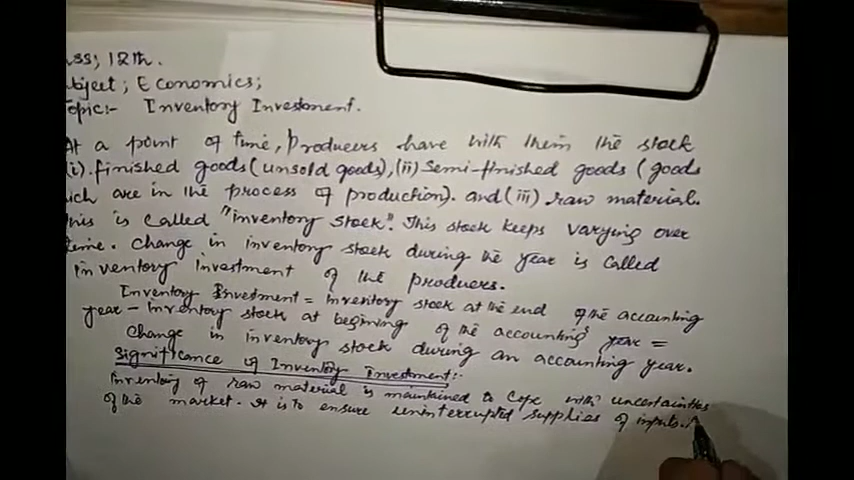 ss; 12th.
bject; Economics;
Topic:- Inventory Investment.
At a point of time, Producers have with them the stock
(i). finished goods (unsold goods), (ii) Semi-finished goods (goods
ich are in the process of production). and (iii) raw material.
This is called "inventory stock". This stock keeps varying over
time. Change in inventory stock during the year is called
inventory investment of the producers.
Inventory Investment = inventory stock at the end of the accounting
year - inventory stock at begining of the accounting year =
Change in inventory stock during an accounting year.
Significance of Inventory Investment:-
Inventory of raw material is maintained to cope with uncertainties
of the market. It is to ensure uninterrupted supplies of inputs.